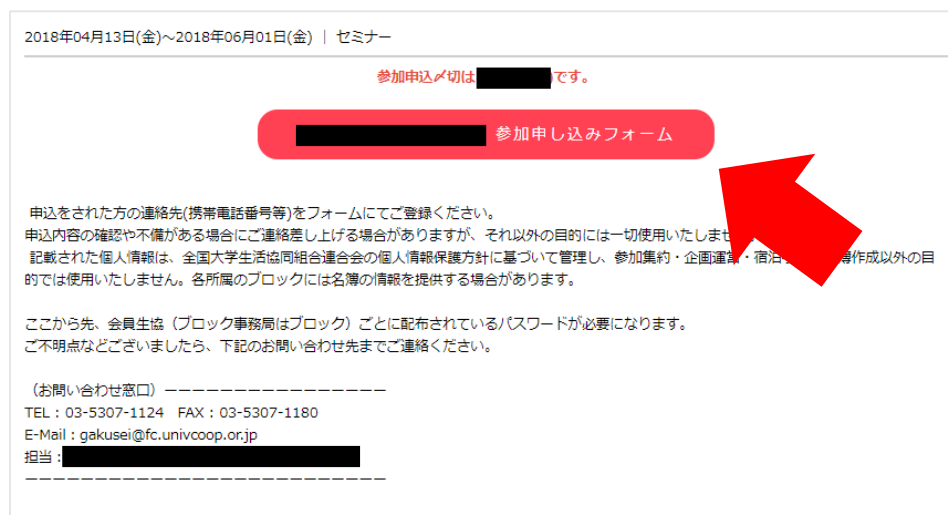 2018年04月13日(金)～2018年06月01日(金) ｜ セミナー
参加申込〆切は です。
参加申し込みフォーム
申込をされた方の連絡先(携帯電話番号等)をフォームにてご登録ください。
申込内容の確認や不備がある場合にご連絡差し上げる場合がありますが、それ以外の目的には一切使用いたしませ
記載された個人情報は、全国大学生活協同組合連合会の個人情報保護方針に基づいて管理し、参加集約・企画運営・宿泊 作成以外の目
的では使用いたしません。各所属のブロックには名簿の情報を提供する場合があります。
ここから先、会員生協（ブロック事務局はブロック）ごとに配布されているパスワードが必要になります。
ご不明点などございましたら、下記のお問い合わせ先までご連絡ください。
（お問い合わせ窓口）ーーーーーーーーーーーーーーーー
TEL：03-5307-1124 FAX：03-5307-1180
E-Mail：gakusei@fc.univcoop.or.jp
担当：
ーーーーーーーーーーーーーーーーーーーーーーーーーー